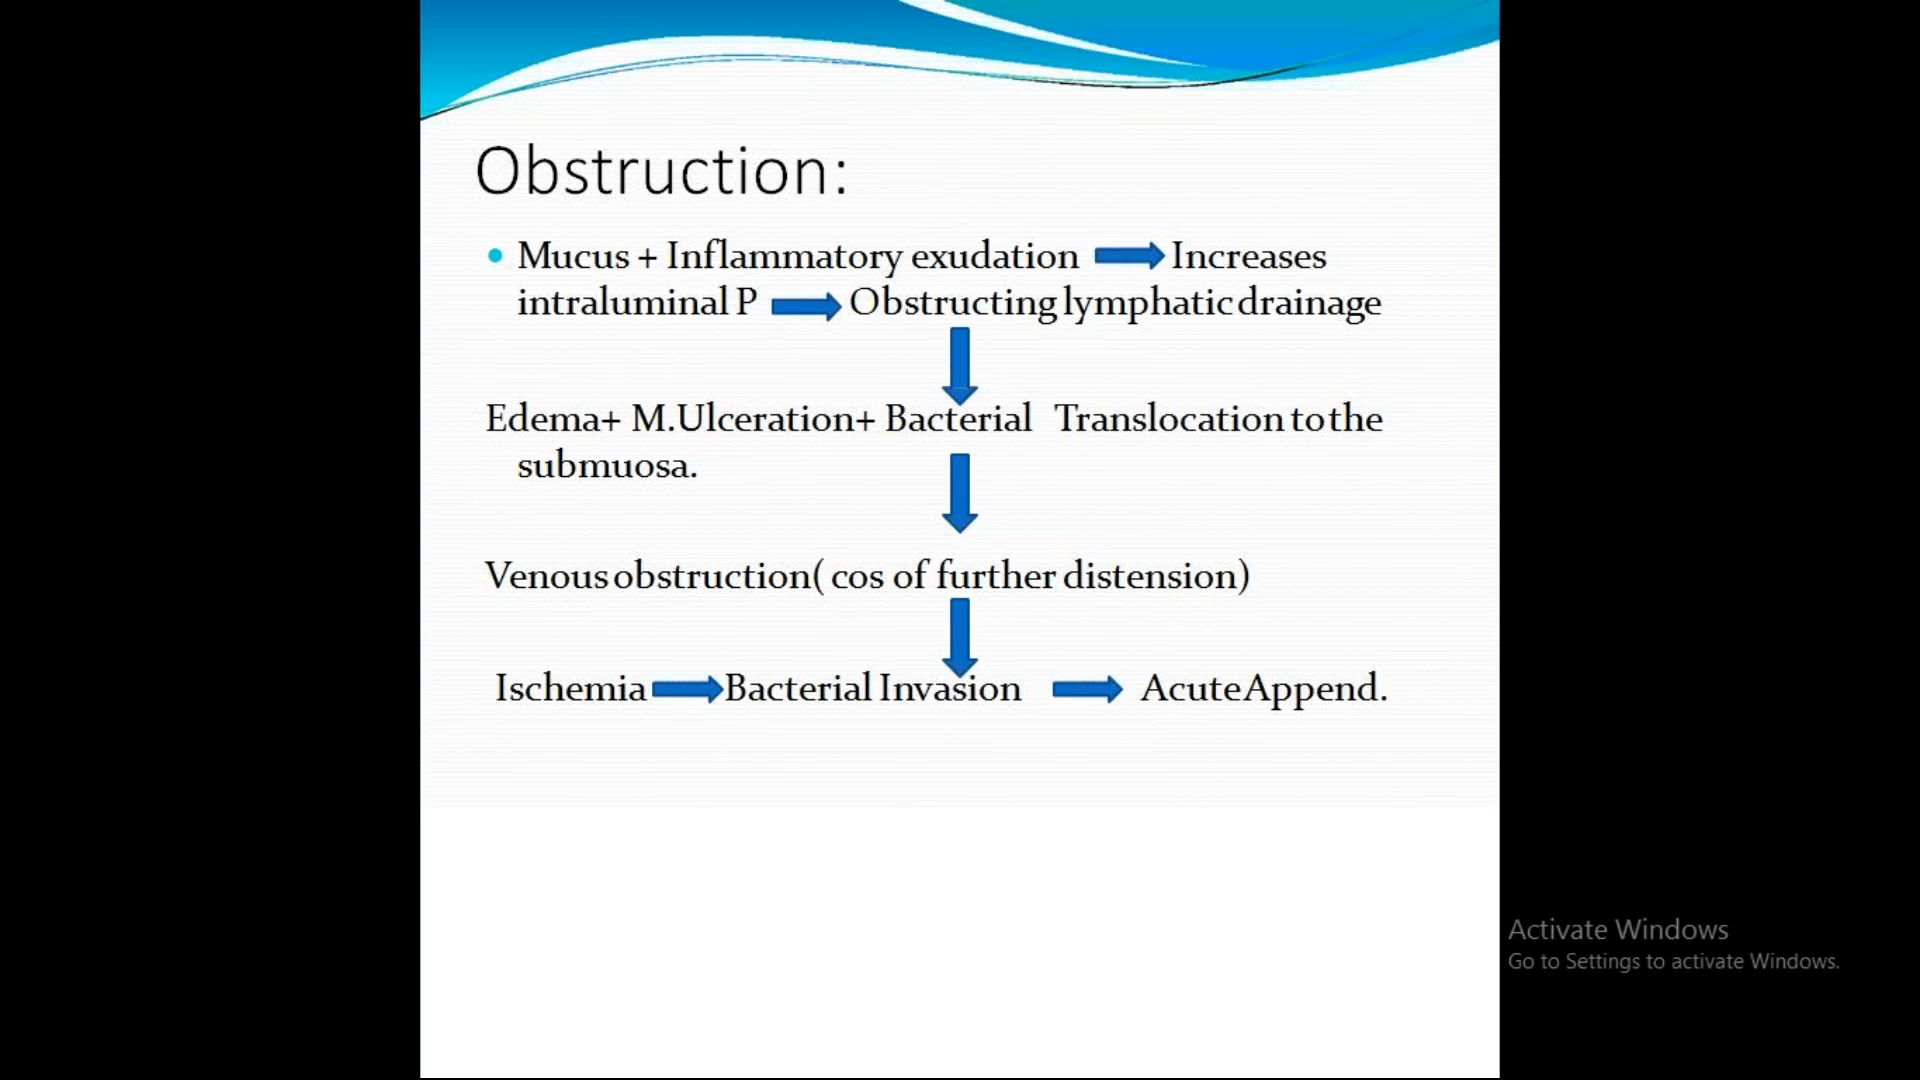 Obstruction:
Mucus + Inflammatory exudation Increases
intraluminal P Obstructing lymphatic drainage
Edema+ M.Ulceration+ Bacterial Translocation to the
submuosa.
Venous obstruction( cos of further distension)
Ischemia Bacterial Invasion Acute Append.
Activate Windows
Go to Settings to activate Windows.